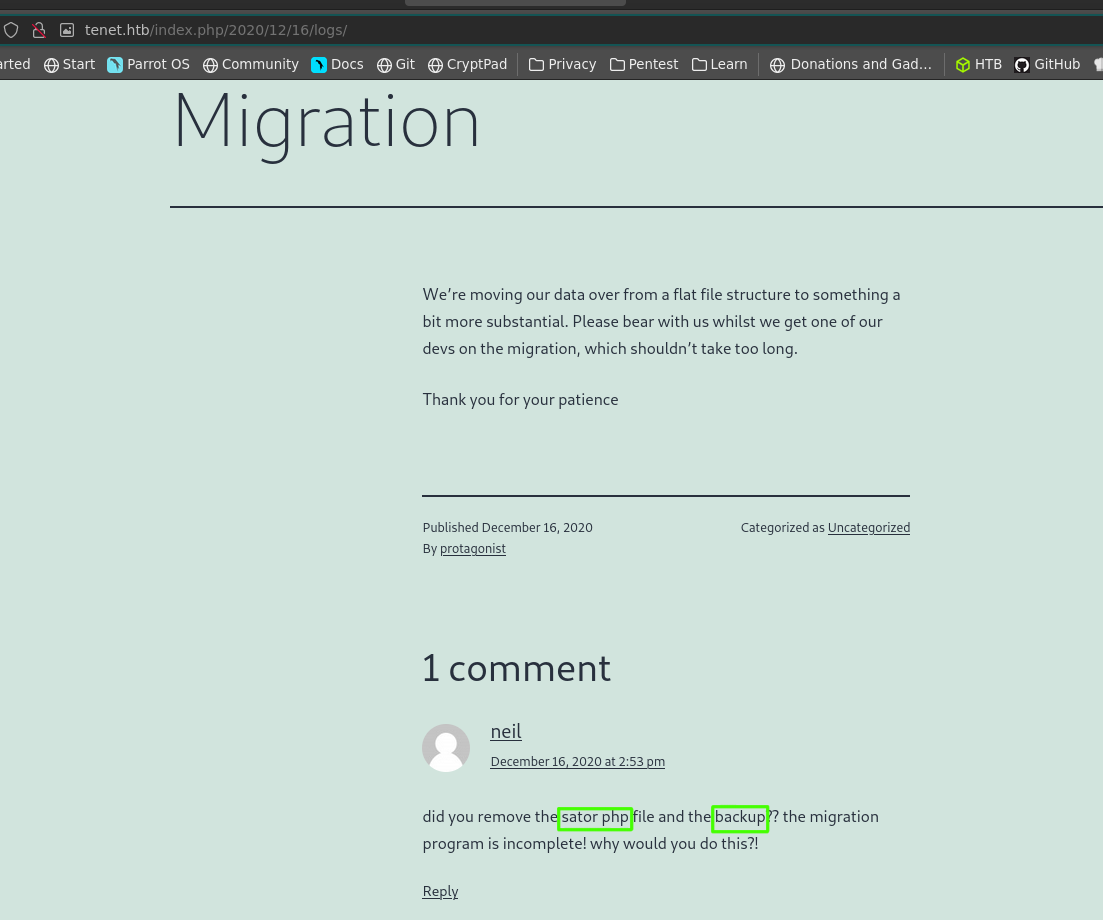 tenet.htb/index.php/2020/12/16/logs/
arted Start Parrot OS Community Docs Git CryptPad Privacy Pentest Learn Donations and Gad... HTB GitHub
Migration
We’re moving our data over from a flat file structure to something a
bit more substantial. Please bear with us whilst we get one of our
devs on the migration, which shouldn’t take too long.
Thank you for your patience
Published December 16, 2020
By protagonist
Categorized as Uncategorized
1 comment
neil
December 16, 2020 at 2:53 pm
did you remove the sator php file and the backup?? the migration
program is incomplete! why would you do this?!
Reply